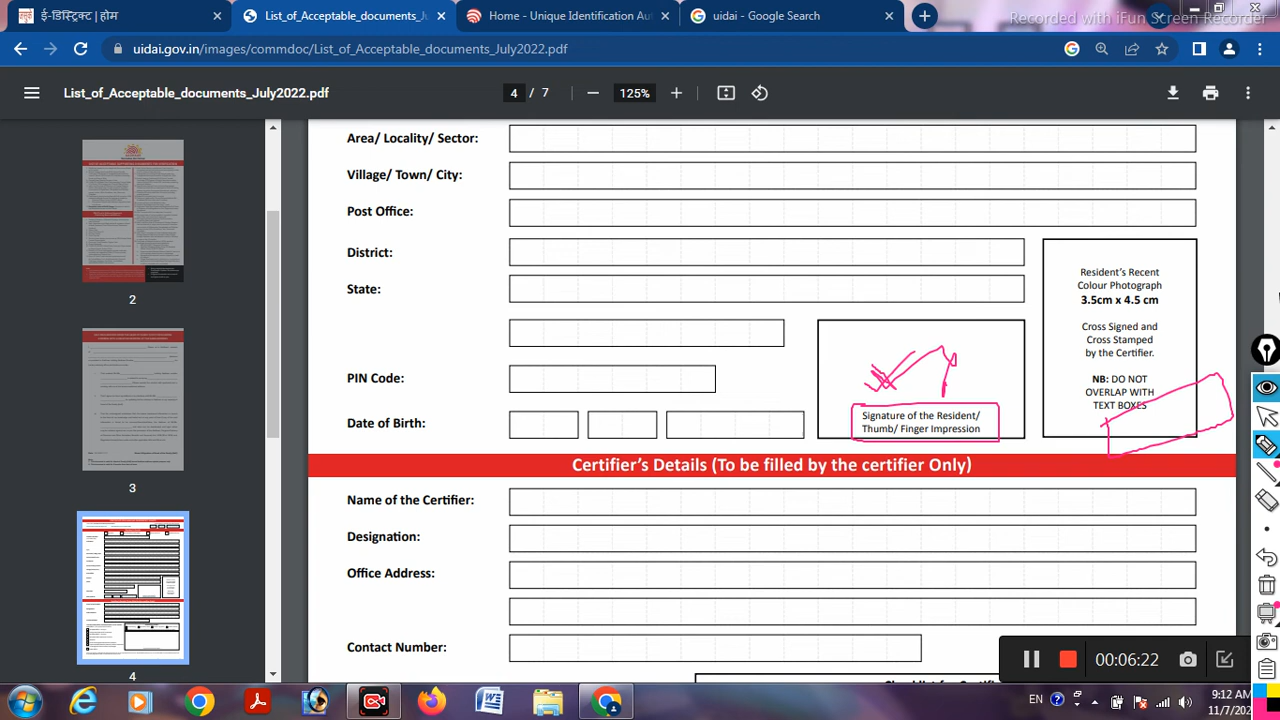 ई-डिस्ट्रिक्ट | होम
List_of_Acceptable_documents_Ju
Home - Unique Identification Aut
uidai - Google Search
Recorded with iFun Screen Recorder
uidai.gov.in/images/commdoc/List_of_Acceptable_documents_July2022.pdf
List_of_Acceptable_documents_July2022.pdf
4 / 7
125%
2
3
4
Area/ Locality/ Sector:
Village/ Town/ City:
Post Office:
District:
State:
PIN Code:
Date of Birth:
Signature of the Resident/
Thumb/ Finger Impression
Resident's Recent
Colour Photograph
3.5cm x 4.5 cm
Cross Signed and
Cross Stamped
by the Certifier.
NB: DO NOT
OVERLAP WITH
TEXT BOXES
Certifier's Details (To be filled by the certifier Only)
Name of the Certifier:
Designation:
Office Address:
Contact Number:
00:06:22
EN
9:12 AM
11/7/202